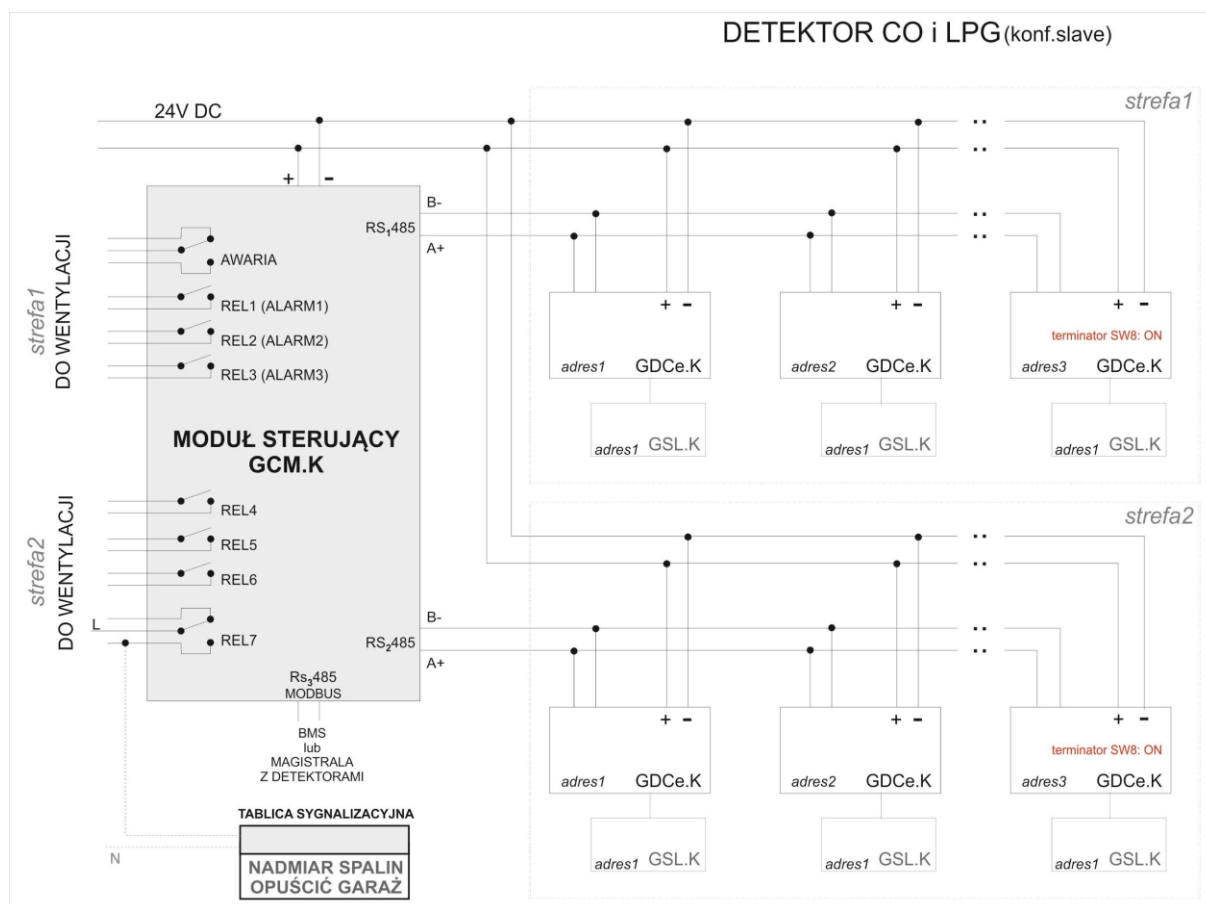 DETEKTOR CO i LPG (konf.slave)
24V DC
strefa1
+ -
B-
RS1485
A+
AWARIA
REL1 (ALARM1)
REL2 (ALARM2)
REL3 (ALARM3)
strefa1
DO WENTYLACJI
+ -
+ -
+ -
terminator SW8: ON
adres1 GDCe.K
adres2 GDCe.K
adres3 GDCe.K
adres1 GSL.K
adres1 GSL.K
adres1 GSL.K
MODUŁ STERUJĄCY
GCM.K
strefa2
REL4
REL5
REL6
REL7
strefa2
DO WENTYLACJI
L
B-
RS2485
A+
Rs3485
MODBUS
BMS
lub
MAGISTRALA
Z DETEKTORAMI
+ -
+ -
+ -
terminator SW8: ON
adres1 GDCe.K
adres2 GDCe.K
adres3 GDCe.K
adres1 GSL.K
adres1 GSL.K
adres1 GSL.K
TABLICA SYGNALIZACYJNA
N
NADMIAR SPALIN
OPUŚCIĆ GARAŻ